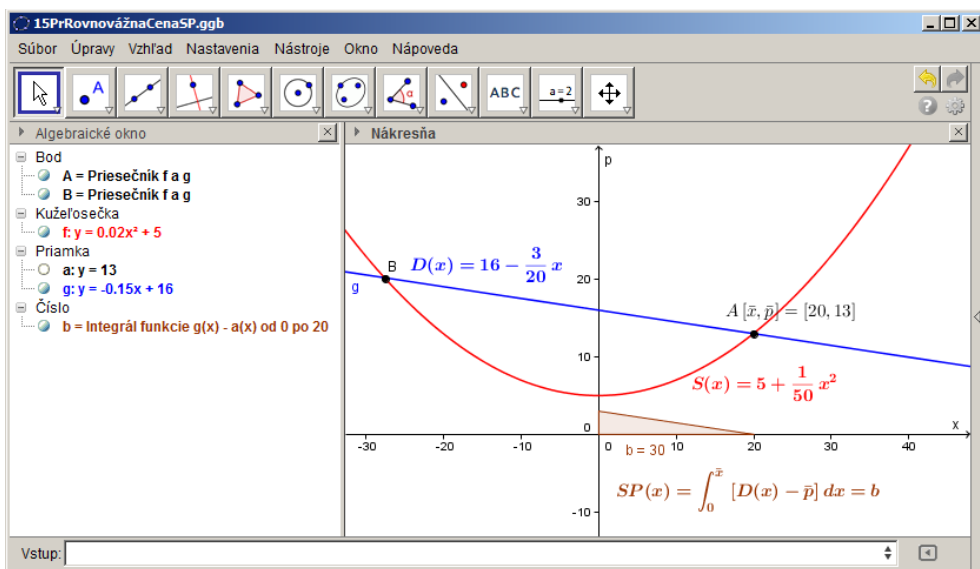 15PrRovnovážnaCenaSP.ggb
Súbor Úpravy Vzhľad Nastavenia Nástroje Okno Nápoveda
A α ABC a=2
Algebraické okno
Bod
A = Priesečník f a g
B = Priesečník f a g
Kužeľosečka
f: y = 0.02x² + 5
Priamka
a: y = 13
g: y = -0.15x + 16
Číslo
b = Integrál funkcie g(x) - a(x) od 0 po 20
Nákresňa
p
30
B D(x) = 16 − 3/20 x
g
20
A [x̄, p̄] = [20, 13]
10
S(x) = 5 + 1/50 x²
x
0
-30 -20 -10 0 10 20 30 40
b = 30
SP(x) = ∫₀^x̄ [D(x) − p̄] dx = b
-10
Vstup: